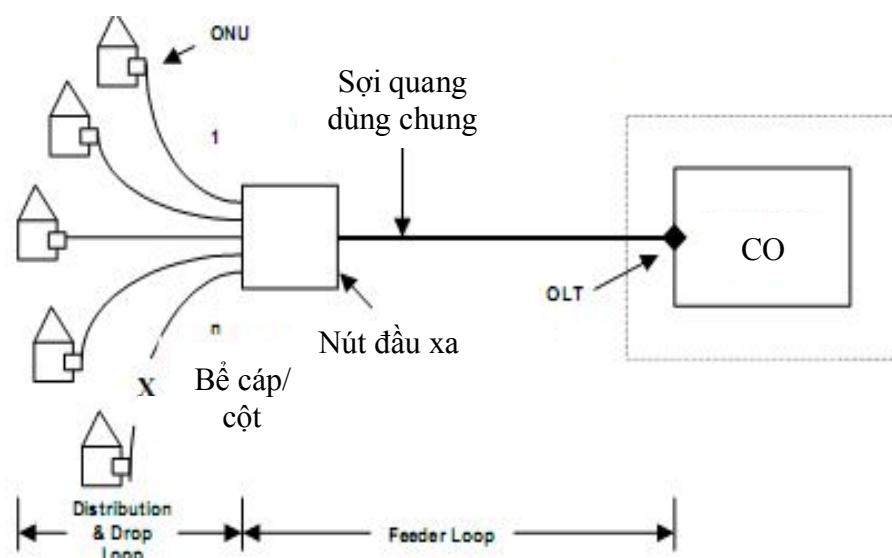 ONU
Sợi quang
dùng chung
1
CO
OLT
n
Nút đầu xa
X
Bể cáp/
cột
Distribution
& Drop
Loop
Feeder Loop